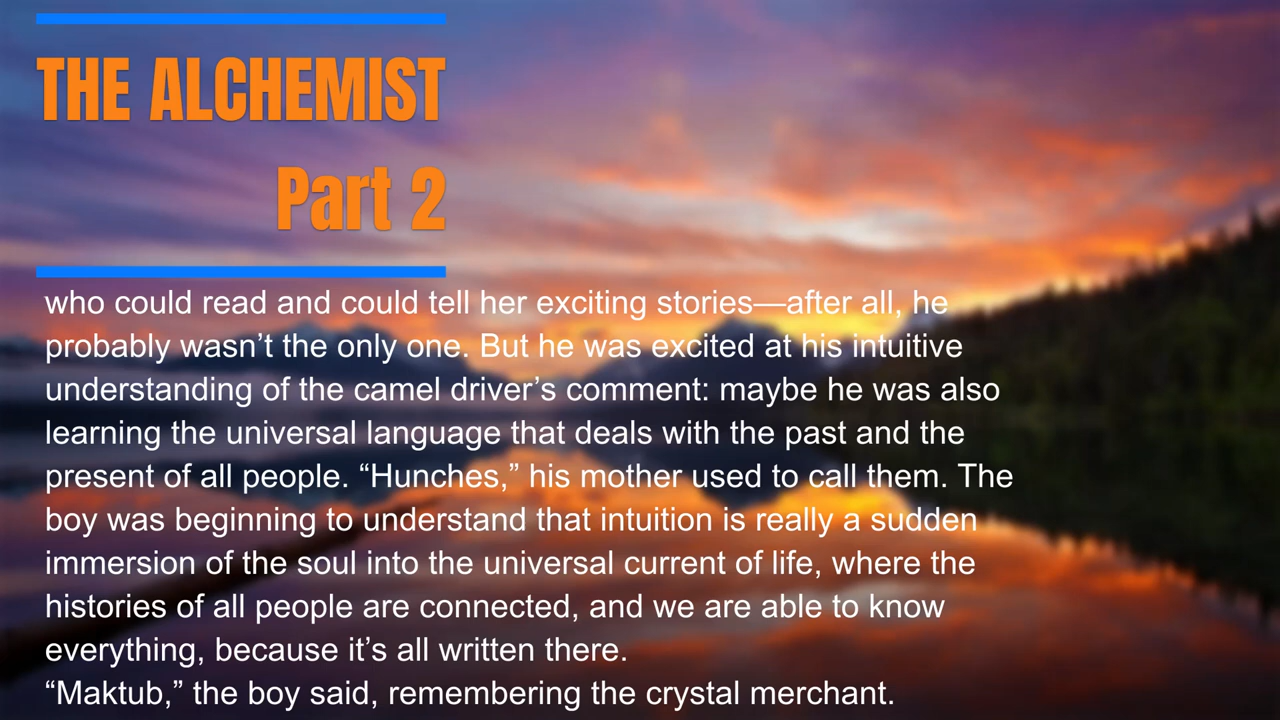 THE ALCHEMIST
Part 2
who could read and could tell her exciting stories—after all, he
probably wasn’t the only one. But he was excited at his intuitive
understanding of the camel driver’s comment: maybe he was also
learning the universal language that deals with the past and the
present of all people. “Hunches,” his mother used to call them. The
boy was beginning to understand that intuition is really a sudden
immersion of the soul into the universal current of life, where the
histories of all people are connected, and we are able to know
everything, because it’s all written there.
“Maktub,” the boy said, remembering the crystal merchant.